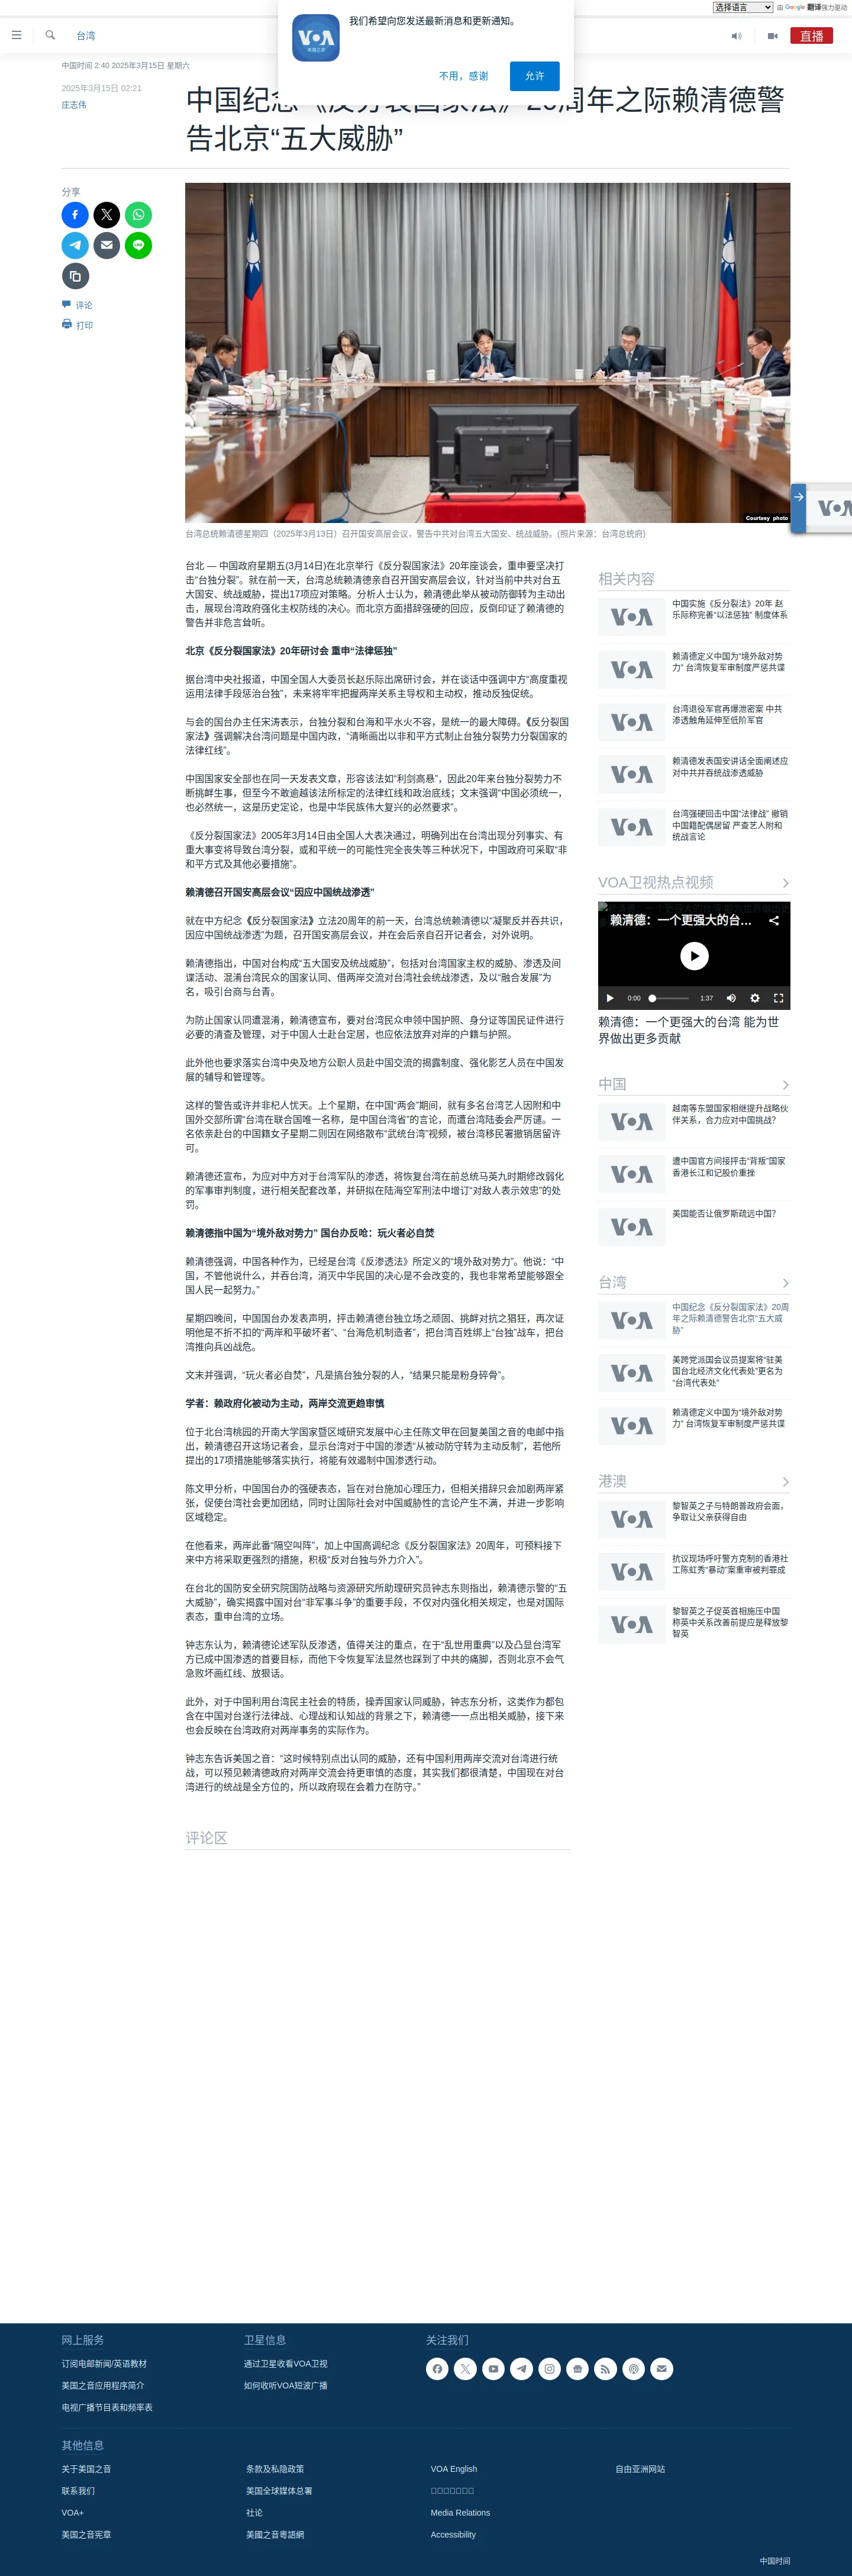 选择语言
由 Google 翻译强力驱动
我们希望向您发送最新消息和更新通知。
不用，感谢
允许
台湾
直播
中国时间 2:40 2025年3月15日 星期六
2025年3月15日 02:21
庄志伟
中国纪念《反分裂国家法》20周年之际赖清德警
告北京“五大威胁”
分享
评论
打印
Courtesy photo
台湾总统赖清德星期四（2025年3月13日）召开国安高层会议，警告中共对台湾五大国安、统战威胁。(照片来源：台湾总统府)
台北 — 中国政府星期五(3月14日)在北京举行《反分裂国家法》20年座谈会，重申要坚决打
击“台独分裂”。就在前一天，台湾总统赖清德亲自召开国安高层会议，针对当前中共对台五
大国安、统战威胁，提出17项应对策略。分析人士认为，赖清德此举从被动防御转为主动出
击，展现台湾政府强化主权防线的决心。而北京方面措辞强硬的回应，反倒印证了赖清德的
警告并非危言耸听。
北京《反分裂国家法》20年研讨会 重申“法律惩独”
据台湾中央社报道，中国全国人大委员长赵乐际出席研讨会，并在谈话中强调中方“高度重视
运用法律手段惩治台独”，未来将牢牢把握两岸关系主导权和主动权，推动反独促统。
与会的国台办主任宋涛表示，台独分裂和台海和平水火不容，是统一的最大障碍。《反分裂国
家法》强调解决台湾问题是中国内政，“清晰画出以非和平方式制止台独分裂势力分裂国家的
法律红线”。
中国国家安全部也在同一天发表文章，形容该法如“利剑高悬”，因此20年来台独分裂势力不
断挑衅生事，但至今不敢逾越该法所标定的法律红线和政治底线；文末强调“中国必须统一，
也必然统一，这是历史定论，也是中华民族伟大复兴的必然要求”。
《反分裂国家法》2005年3月14日由全国人大表决通过，明确列出在台湾出现分列事实、有
重大事变将导致台湾分裂，或和平统一的可能性完全丧失等三种状况下，中国政府可采取“非
和平方式及其他必要措施”。
赖清德召开国安高层会议“因应中国统战渗透”
就在中方纪念《反分裂国家法》立法20周年的前一天，台湾总统赖清德以“凝聚反并吞共识，
因应中国统战渗透”为题，召开国安高层会议，并在会后亲自召开记者会，对外说明。
赖清德指出，中国对台构成“五大国安及统战威胁”，包括对台湾国家主权的威胁、渗透及间
谍活动、混淆台湾民众的国家认同、借两岸交流对台湾社会统战渗透，及以“融合发展”为
名，吸引台商与台青。
为防止国家认同遭混淆，赖清德宣布，要对台湾民众申领中国护照、身分证等国民证件进行
必要的清查及管理，对于中国人士赴台定居，也应依法放弃对岸的户籍与护照。
此外他也要求落实台湾中央及地方公职人员赴中国交流的揭露制度、强化影艺人员在中国发
展的辅导和管理等。
这样的警告或许并非杞人忧天。上个星期，在中国“两会”期间，就有多名台湾艺人因附和中
国外交部所谓“台湾在联合国唯一名称，是中国台湾省”的言论，而遭台湾陆委会严厉谴。一
名依亲赴台的中国籍女子星期二则因在网络散布“武统台湾”视频，被台湾移民署撤销居留许
可。
赖清德还宣布，为应对中方对于台湾军队的渗透，将恢复台湾在前总统马英九时期修改弱化
的军事审判制度，进行相关配套改革，并研拟在陆海空军刑法中增订“对敌人表示效忠”的处
罚。
赖清德指中国为“境外敌对势力” 国台办反呛：玩火者必自焚
赖清德强调，中国各种作为，已经是台湾《反渗透法》所定义的“境外敌对势力”。他说：“中
国，不管他说什么，并吞台湾，消灭中华民国的决心是不会改变的，我也非常希望能够跟全
国人民一起努力。”
星期四晚间，中国国台办发表声明，抨击赖清德台独立场之顽固、挑衅对抗之猖狂，再次证
明他是不折不扣的“两岸和平破坏者”、“台海危机制造者”，把台湾百姓绑上“台独”战车，把台
湾推向兵凶战危。
文末并强调，“玩火者必自焚”，凡是搞台独分裂的人，“结果只能是粉身碎骨”。
学者：赖政府化被动为主动，两岸交流更趋审慎
位于北台湾桃园的开南大学国家暨区域研究发展中心主任陈文甲在回复美国之音的电邮中指
出，赖清德召开这场记者会，显示台湾对于中国的渗透“从被动防守转为主动反制”，若他所
提出的17项措施能够落实执行，将能有效遏制中国渗透行动。
陈文甲分析，中国国台办的强硬表态，旨在对台施加心理压力，但相关措辞只会加剧两岸紧
张，促使台湾社会更加团结，同时让国际社会对中国威胁性的言论产生不满，并进一步影响
区域稳定。
在他看来，两岸此番“隔空叫阵”，加上中国高调纪念《反分裂国家法》20周年，可预料接下
来中方将采取更强烈的措施，积极“反对台独与外力介入”。
在台北的国防安全研究院国防战略与资源研究所助理研究员钟志东则指出，赖清德示警的“五
大威胁”，确实揭露中国对台“非军事斗争”的重要手段，不仅对内强化相关规定，也是对国际
表态，重申台湾的立场。
钟志东认为，赖清德论述军队反渗透，值得关注的重点，在于“乱世用重典”以及凸显台湾军
方已成中国渗透的首要目标，而他下令恢复军法显然也踩到了中共的痛脚，否则北京不会气
急败坏画红线、放狠话。
此外，对于中国利用台湾民主社会的特质，操弄国家认同威胁，钟志东分析，这类作为都包
含在中国对台遂行法律战、心理战和认知战的背景之下，赖清德一一点出相关威胁，接下来
也会反映在台湾政府对两岸事务的实际作为。
钟志东告诉美国之音：“这时候特别点出认同的威胁，还有中国利用两岸交流对台湾进行统
战，可以预见赖清德政府对两岸交流会持更审慎的态度，其实我们都很清楚，中国现在对台
湾进行的统战是全方位的，所以政府现在会着力在防守。”
评论区
相关内容
中国实施《反分裂法》20年 赵
乐际称完善“以法惩独” 制度体系
赖清德定义中国为“境外敌对势
力” 台湾恢复军审制度严惩共谍
台湾退役军官再爆泄密案 中共
渗透触角延伸至低阶军官
赖清德发表国安讲话全面阐述应
对中共并吞统战渗透威胁
台湾强硬回击中国“法律战” 撤销
中国籍配偶居留 严查艺人附和
统战言论
VOA卫视热点视频
赖清德：一个更强大的台…
0:00
1:37
赖清德：一个更强大的台湾 能为世
界做出更多贡献
中国
越南等东盟国家相继提升战略伙
伴关系，合力应对中国挑战？
遭中国官方间接抨击“背叛”国家
香港长江和记股价重挫
美国能否让俄罗斯疏远中国？
台湾
中国纪念《反分裂国家法》20周
年之际赖清德警告北京“五大威
胁”
美跨党派国会议员提案将“驻美
国台北经济文化代表处”更名为
“台湾代表处”
赖清德定义中国为“境外敌对势
力” 台湾恢复军审制度严惩共谍
港澳
黎智英之子与特朗普政府会面，
争取让父亲获得自由
抗议现场呼吁警方克制的香港社
工陈虹秀“暴动”案重审被判罪成
黎智英之子促英首相施压中国
称英中关系改善前提应是释放黎
智英
网上服务
订阅电邮新闻/英语教材
美国之音应用程序简介
电视广播节目表和频率表
卫星信息
通过卫星收看VOA卫视
如何收听VOA短波广播
关注我们
其他信息
关于美国之音
联系我们
VOA+
美国之音宪章
条款及私隐政策
美国全球媒体总署
社论
美國之音粵語網
VOA English
Media Relations
Accessibility
自由亚洲网站
中国时间